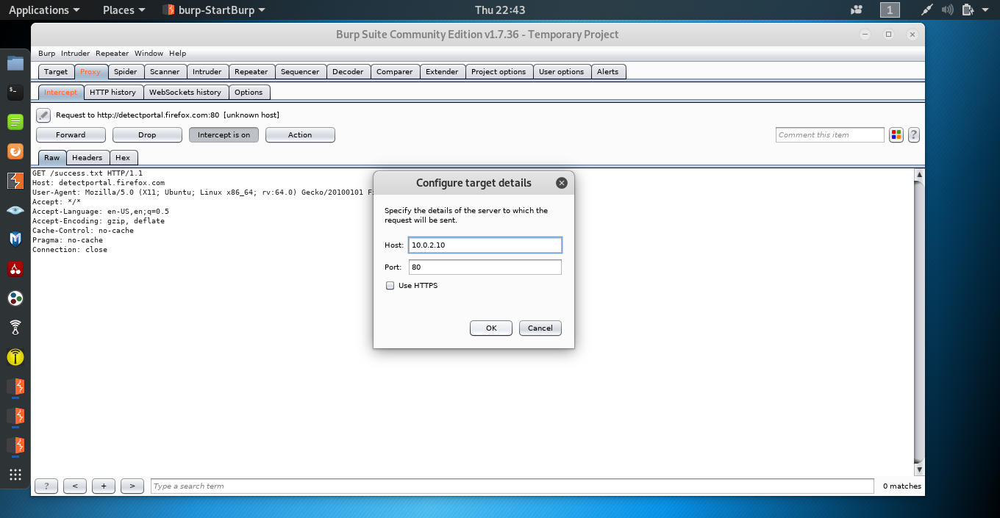 Applications Places burp-StartBurp Thu 22:43 1
Burp Suite Community Edition v1.7.36 - Temporary Project
Burp Intruder Repeater Window Help
Target Proxy Spider Scanner Intruder Repeater Sequencer Decoder Comparer Extender Project options User options Alerts
Intercept HTTP history WebSockets history Options
Request to http://detectportal.firefox.com:80 [unknown host]
Forward Drop Intercept is on Action Comment this item ?
Raw Headers Hex
GET /success.txt HTTP/1.1
Host: detectportal.firefox.com
User-Agent: Mozilla/5.0 (X11; Ubuntu; Linux x86_64; rv:64.0) Gecko/20100101
Accept: */*
Accept-Language: en-US,en;q=0.5
Accept-Encoding: gzip, deflate
Cache-Control: no-cache
Pragma: no-cache
Connection: close
Configure target details
Specify the details of the server to which the
request will be sent.
Host: 10.0.2.10
Port: 80
Use HTTPS
OK Cancel
? < + > Type a search term 0 matches